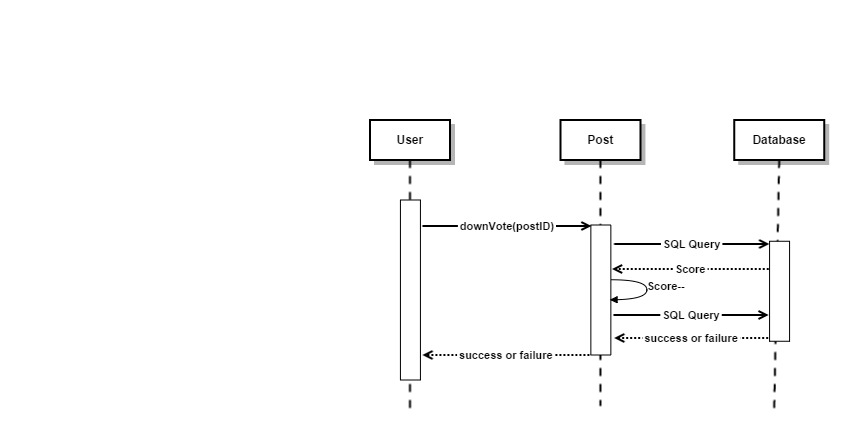 User
Post
Database
downVote(postID)
SQL Query
Score
Score--
SQL Query
success or failure
success or failure